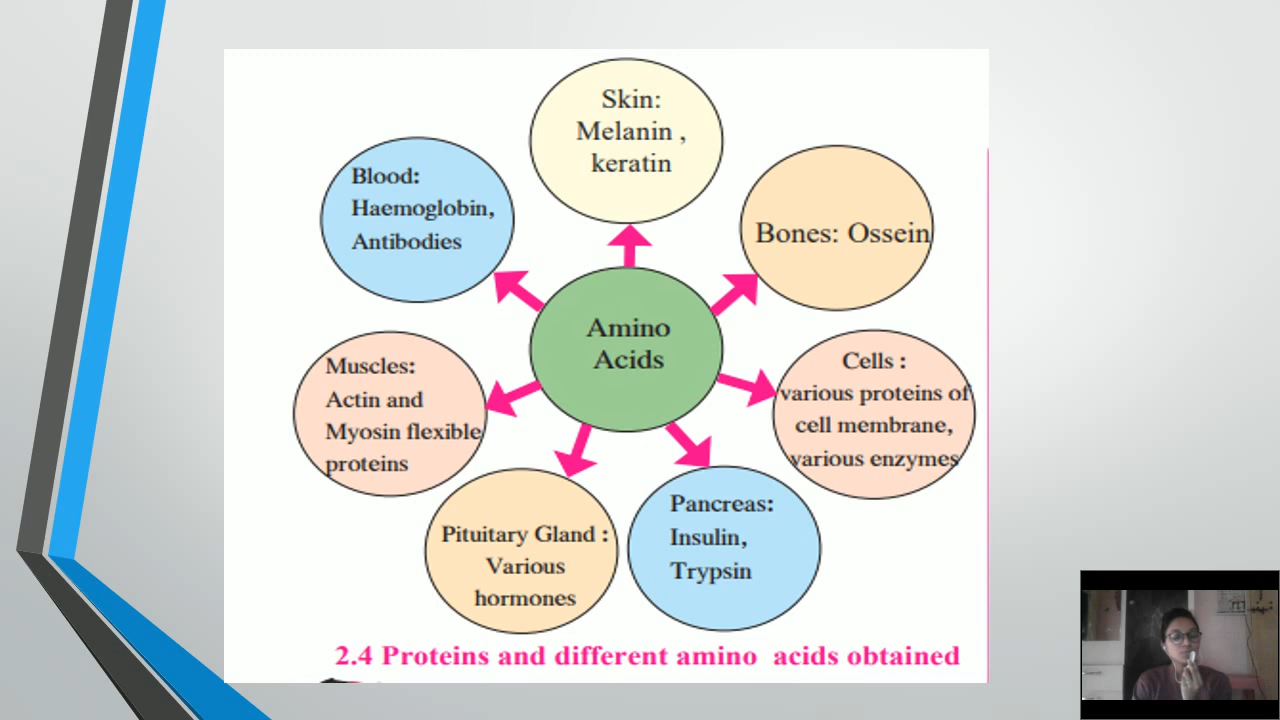 Skin:
Melanin ,
keratin
Blood:
Haemoglobin,
Antibodies
Bones: Ossein
Amino
Acids
Muscles:
Actin and
Myosin flexible
proteins
Cells :
various proteins of
cell membrane,
various enzymes
Pituitary Gland :
Various
hormones
Pancreas:
Insulin,
Trypsin
2.4 Proteins and different amino acids obtained